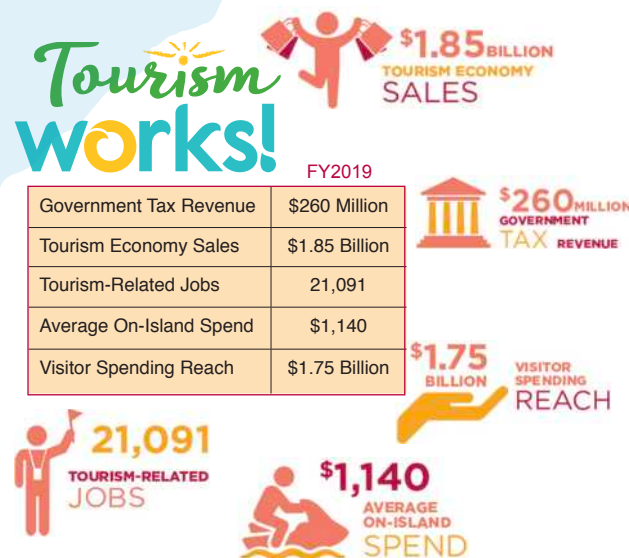 Tourism
works!
$1.85 BILLION
TOURISM ECONOMY
SALES
FY2019
Government Tax Revenue $260 Million
Tourism Economy Sales $1.85 Billion
Tourism-Related Jobs 21,091
Average On-Island Spend $1,140
Visitor Spending Reach $1.75 Billion
$260 MILLION
GOVERNMENT
TAX REVENUE
$1.75
BILLION
VISITOR
SPENDING
REACH
21,091
TOURISM-RELATED
JOBS
$1,140
AVERAGE
ON-ISLAND
SPEND